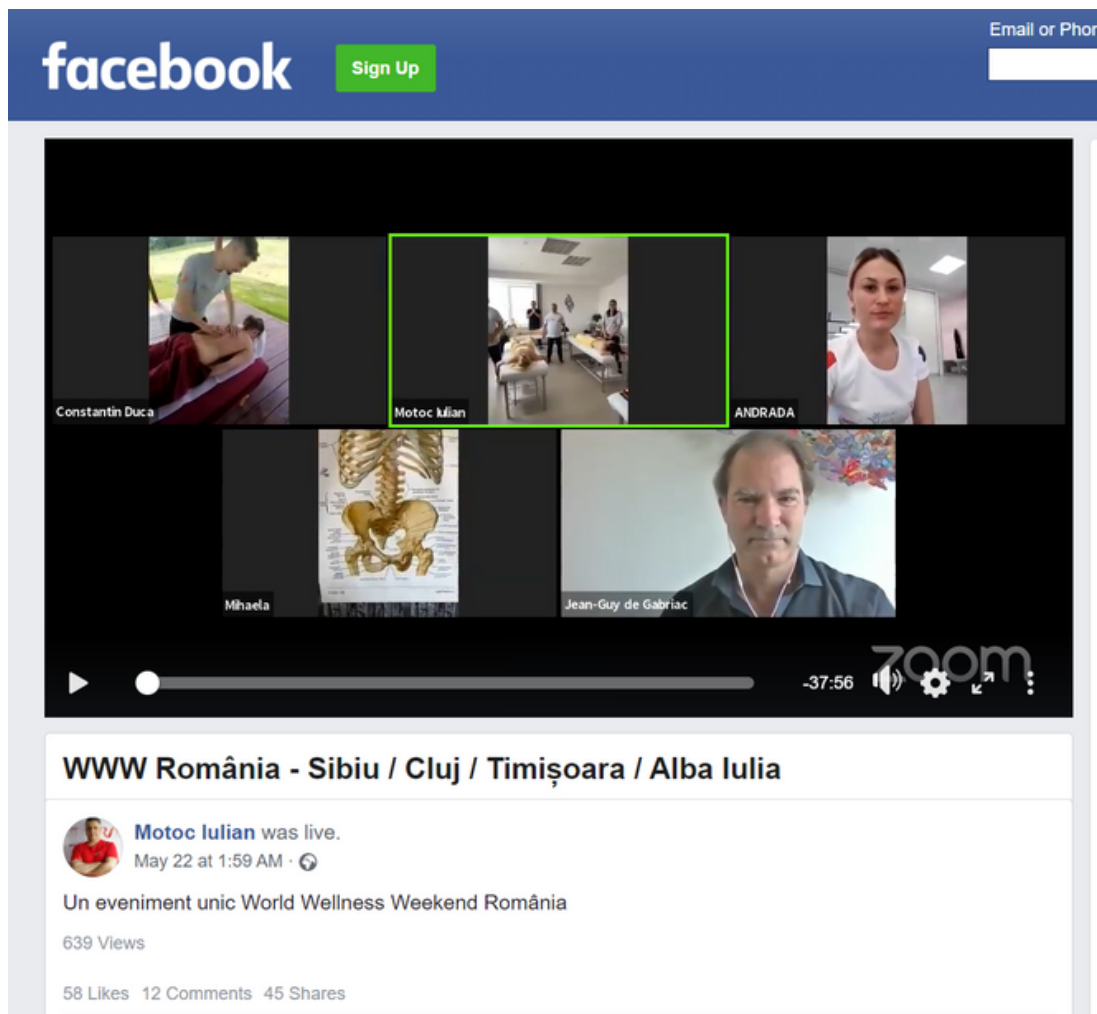 facebook
Sign Up
Email or Phor
Constantin Duca
Motoc Iulian
ANDRADA
Mihaela
Jean-Guy de Gabriac
zoom
-37:56
WWW România - Sibiu / Cluj / Timișoara / Alba Iulia
Motoc Iulian was live.
May 22 at 1:59 AM ·
Un eveniment unic World Wellness Weekend România
639 Views
58 Likes 12 Comments 45 Shares